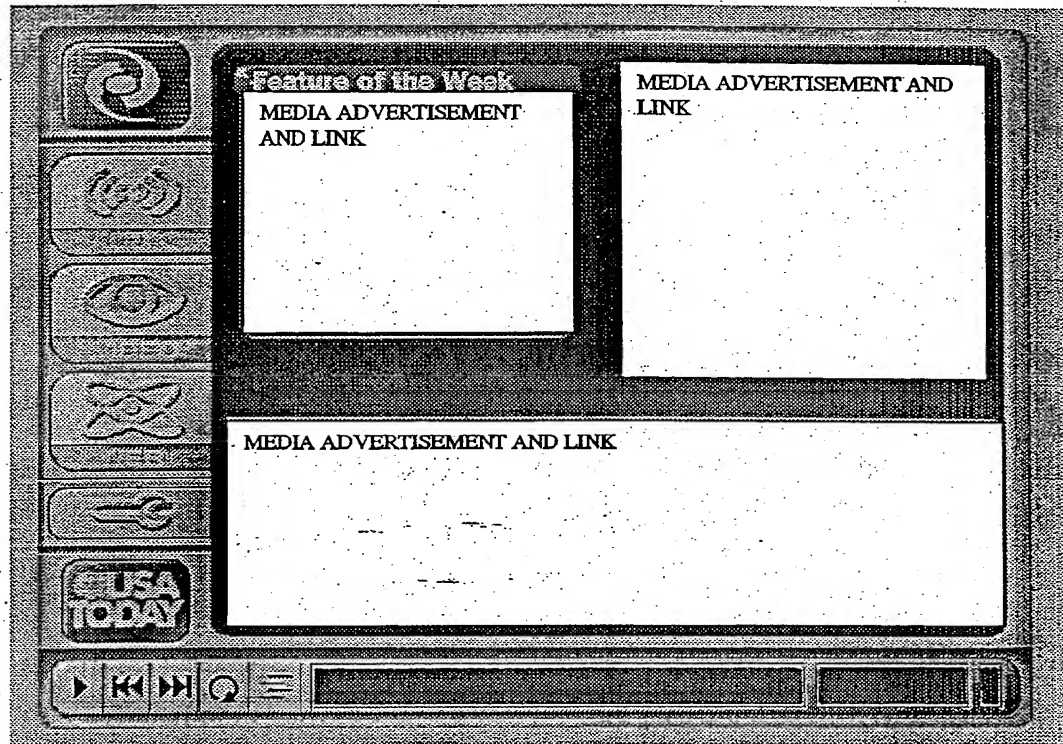 Feature of the Week
MEDIA ADVERTISEMENT
AND LINK
MEDIA ADVERTISEMENT AND
LINK
MEDIA ADVERTISEMENT AND LINK
USA
TODAY